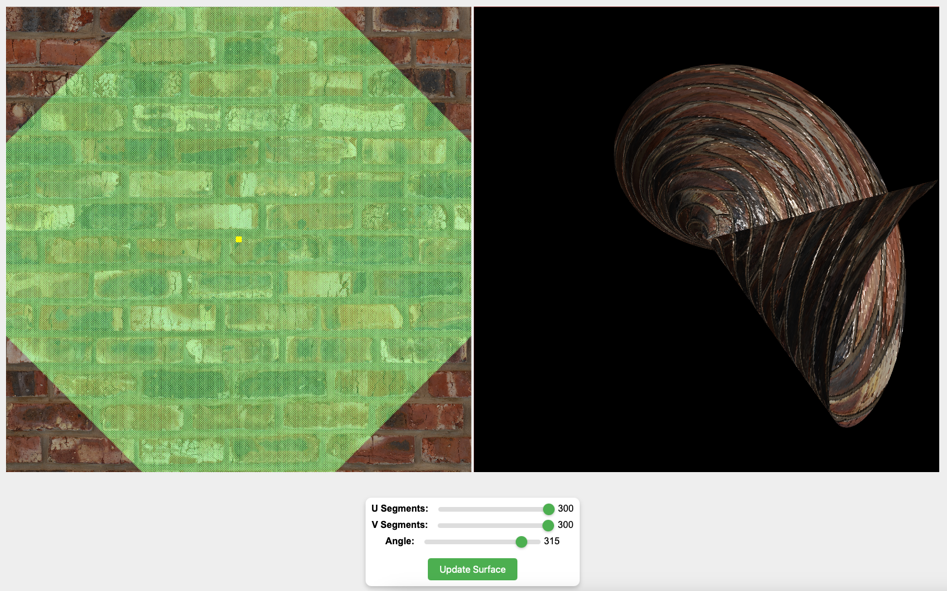 U Segments: 300
V Segments: 300
Angle: 315
Update Surface